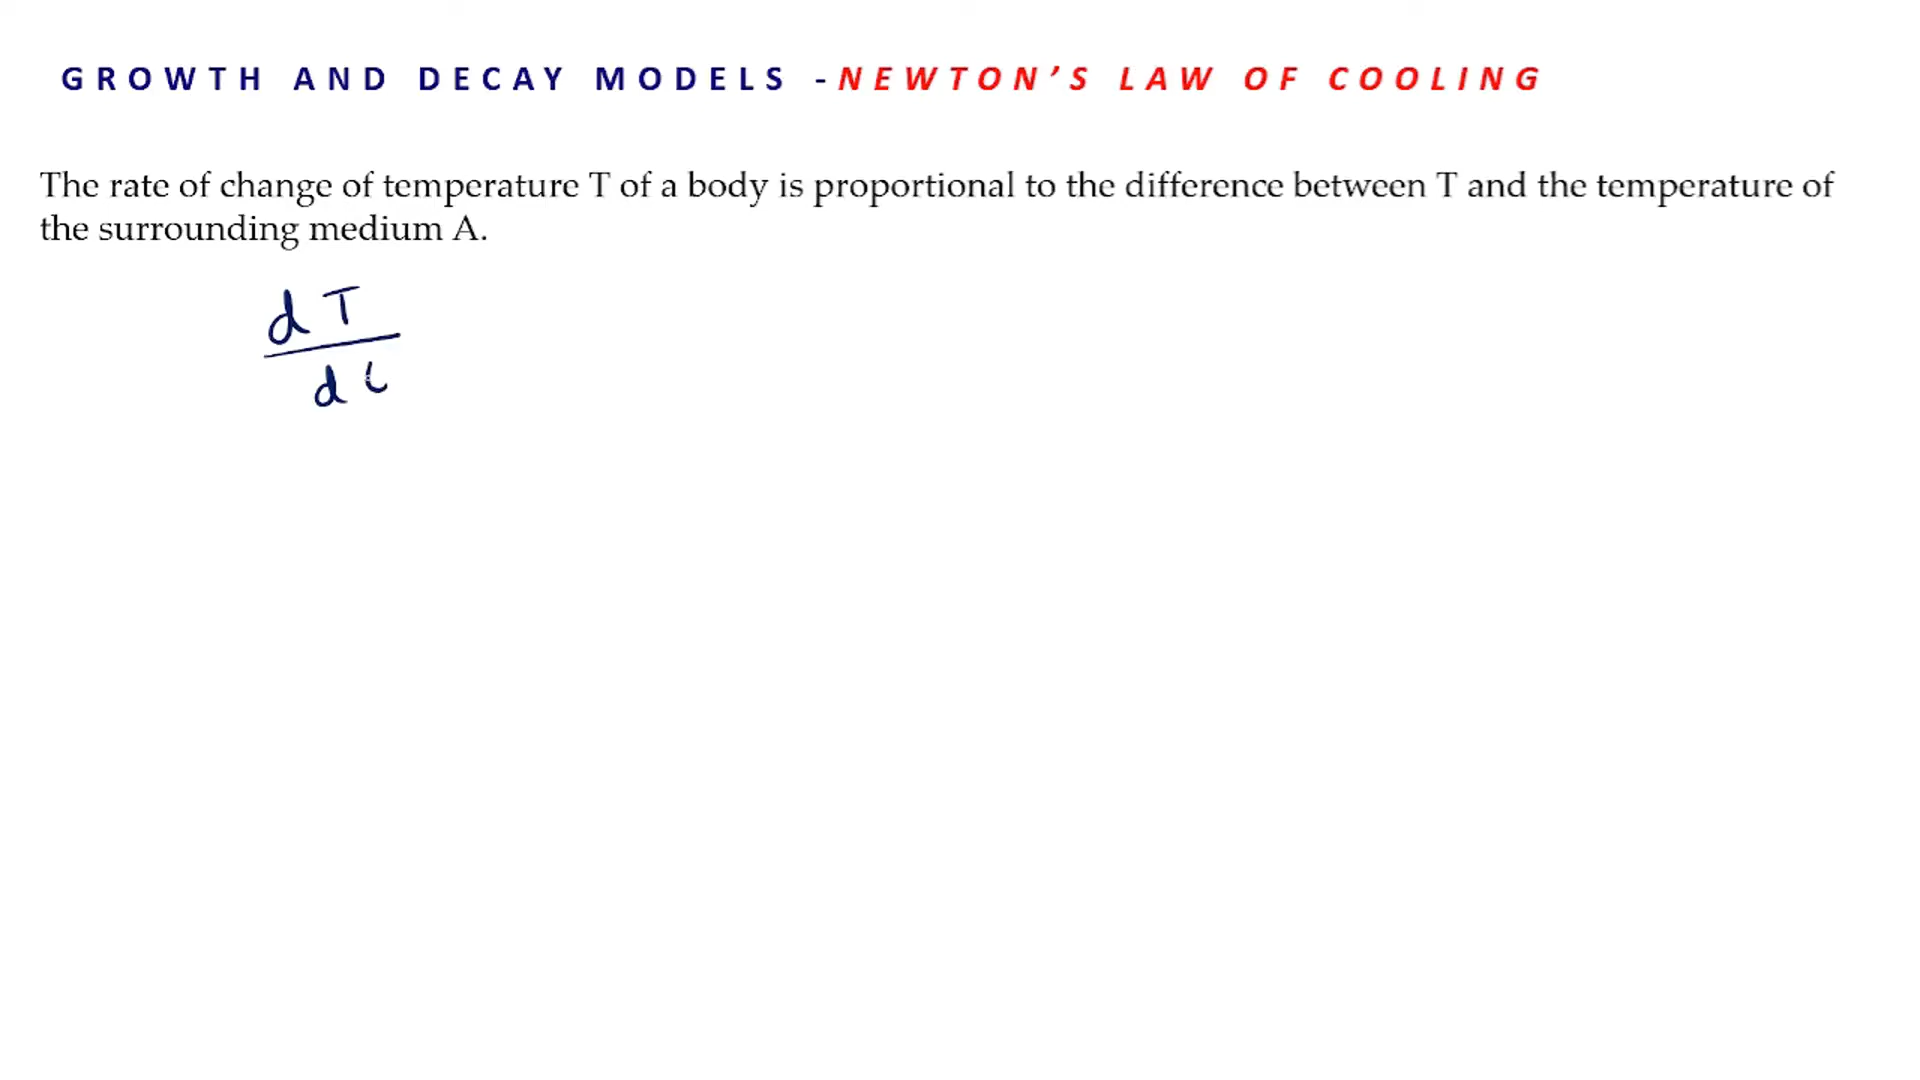 GROWTH AND DECAY MODELS -NEWTON’S LAW OF COOLING
The rate of change of temperature T of a body is proportional to the difference between T and the temperature of
the surrounding medium A.
dT
d